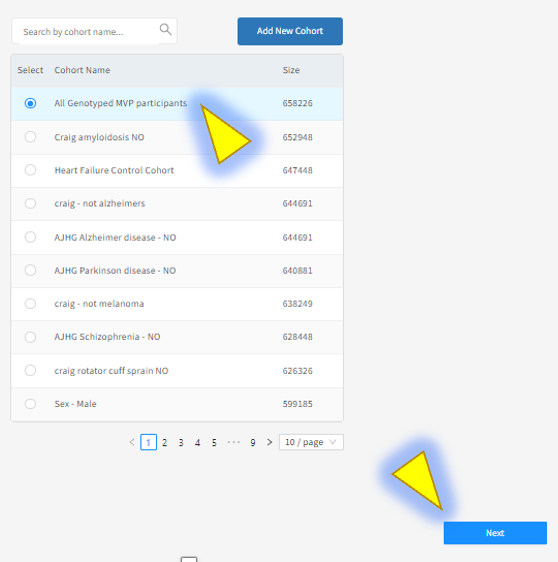 Search by cohort name...
Add New Cohort
Select Cohort Name Size
All Genotyped MVP participants 658226
Craig amyloidosis NO 652948
Heart Failure Control Cohort 647448
craig - not alzheimers 644691
AJHG Alzheimer disease - NO 644691
AJHG Parkinson disease - NO 640881
craig - not melanoma 638249
AJHG Schizophrenia - NO 628448
craig rotator cuff sprain NO 626326
Sex - Male 599185
< 1 2 3 4 5 ••• 9 > 10 / page
Next